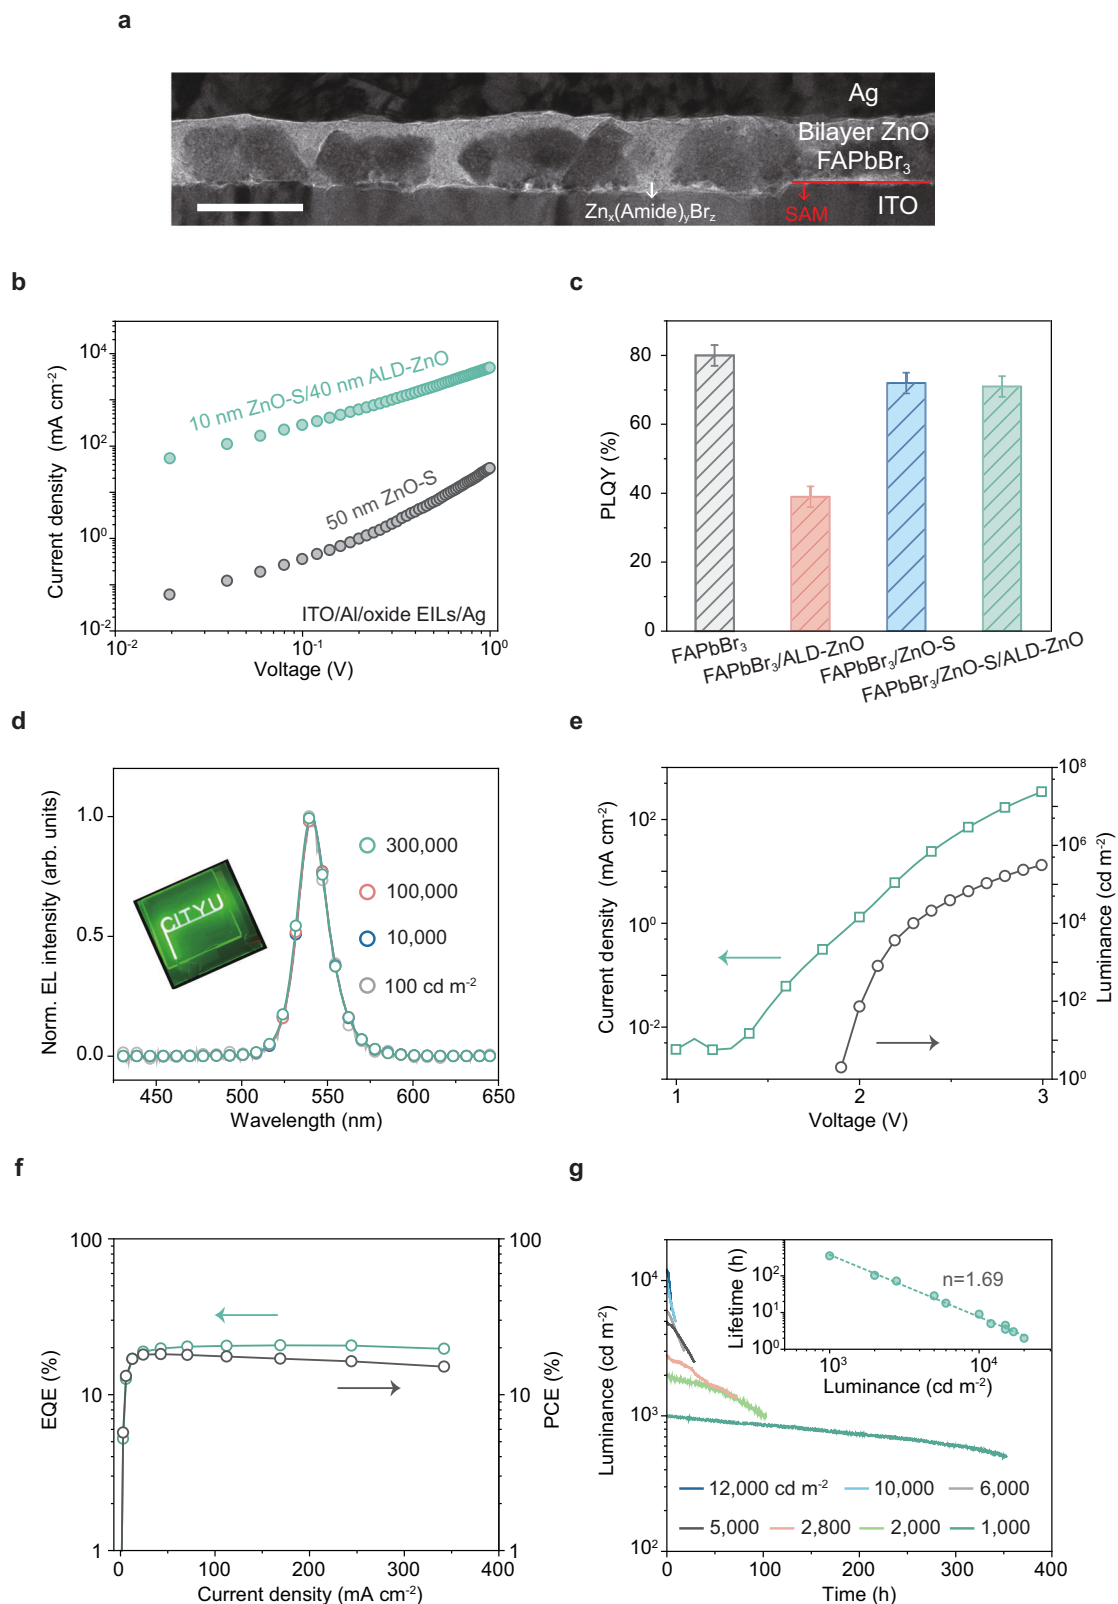 a
Ag
Bilayer ZnO
FAPbBr₃
Znₓ(Amide)ᵧBr_z
SAM
ITO
b
Current density (mA cm⁻²)
10⁴
10²
10⁰
10⁻²
10 nm ZnO-S/40 nm ALD-ZnO
50 nm ZnO-S
ITO/Al/oxide EILs/Ag
10⁻²
10⁻¹
10⁰
Voltage (V)
c
PLQY (%)
80
60
40
20
0
FAPbBr₃
FAPbBr₃/ALD-ZnO
FAPbBr₃/ZnO-S
FAPbBr₃/ZnO-S/ALD-ZnO
d
Norm. EL intensity (arb. units)
1.0
0.5
0.0
CITYU
300,000
100,000
10,000
100 cd m⁻²
450 500 550 600 650
Wavelength (nm)
e
Current density (mA cm⁻²)
10²
10⁰
10⁻²
10⁸
10⁶
10⁴
10²
10⁰
Luminance (cd m⁻²)
1 2 3
Voltage (V)
f
EQE (%)
100
10
1
100
10
1
PCE (%)
0 100 200 300 400
Current density (mA cm⁻²)
g
Luminance (cd m⁻²)
10⁴
10³
10²
Lifetime (h)
10²
10¹
10⁰
n=1.69
10³ 10⁴
Luminance (cd m⁻²)
12,000 cd m⁻² 10,000 6,000
5,000 2,800 2,000 1,000
0 100 200 300 400
Time (h)